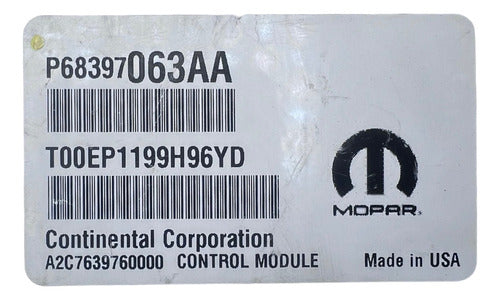 P68397063AA
T00EP1199H96YD
MOPAR
Continental Corporation
A2C7639760000 CONTROL MODULE Made in USA